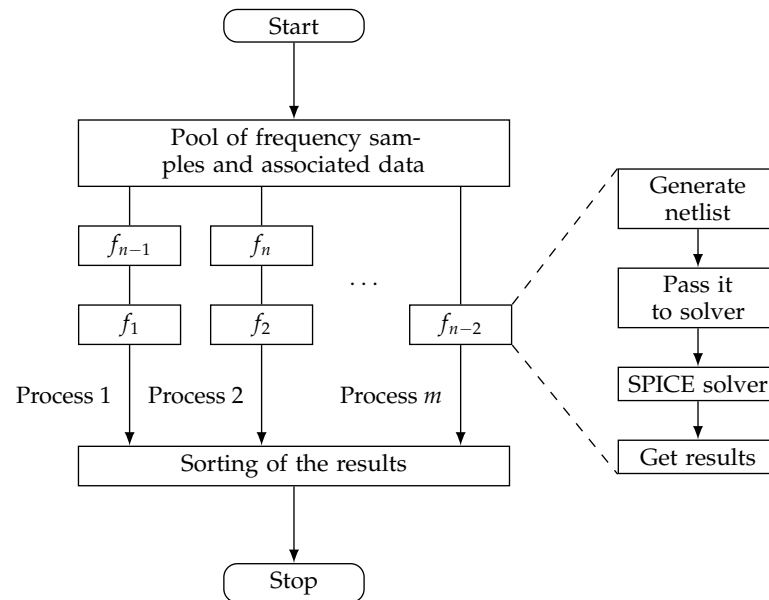 Start
Pool of frequency sam-
ples and associated data
f_{n−1}
f_n
. . .
f_1
f_2
f_{n−2}
Process 1
Process 2
Process m
Sorting of the results
Stop
Generate
netlist
Pass it
to solver
SPICE solver
Get results